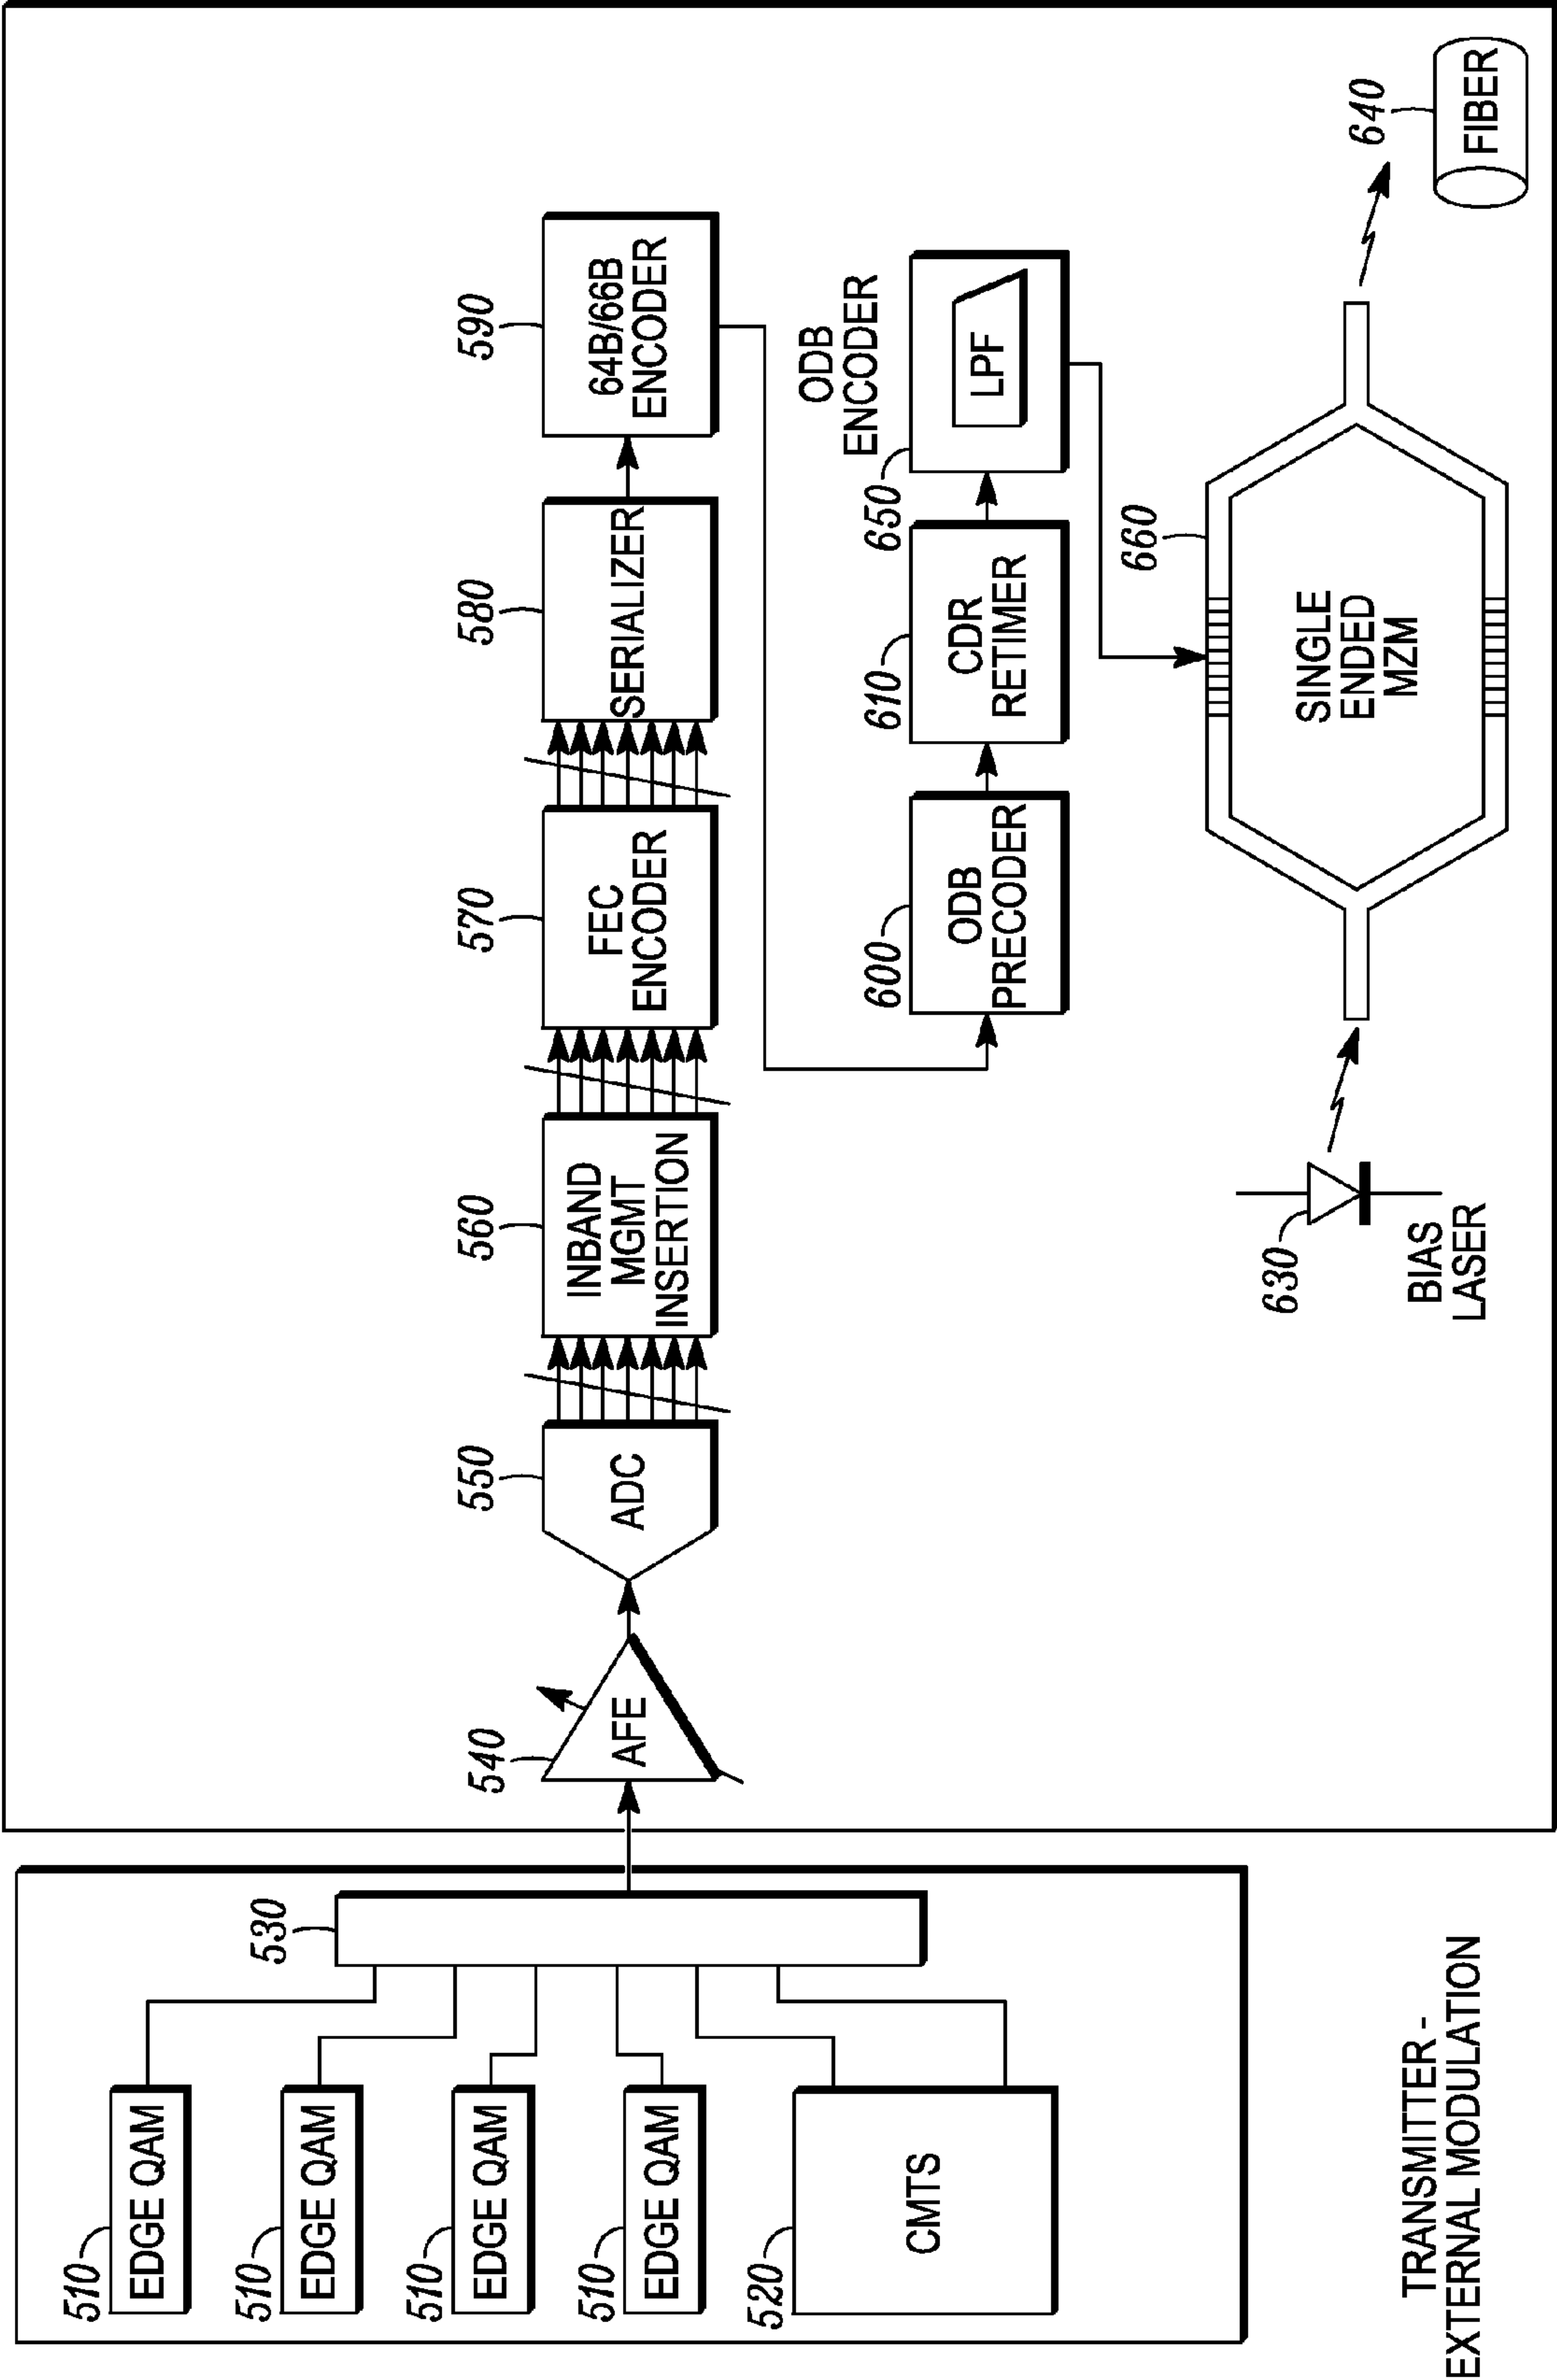 510
EDGE QAM
510
EDGE QAM
510
EDGE QAM
510
EDGE QAM
520
CMTS
530
540
AFE
550
ADC
560
INBAND
MGMT
INSERTION
570
FEC
ENCODER
580
SERIALIZER
590
64B/66B
ENCODER
600
ODB
PRECODER
610
CDR
RETIMER
650
ODB
ENCODER
LPF
660
SINGLE
ENDED
MZM
630
BIAS
LASER
640
FIBER
TRANSMITTER -
EXTERNAL MODULATION